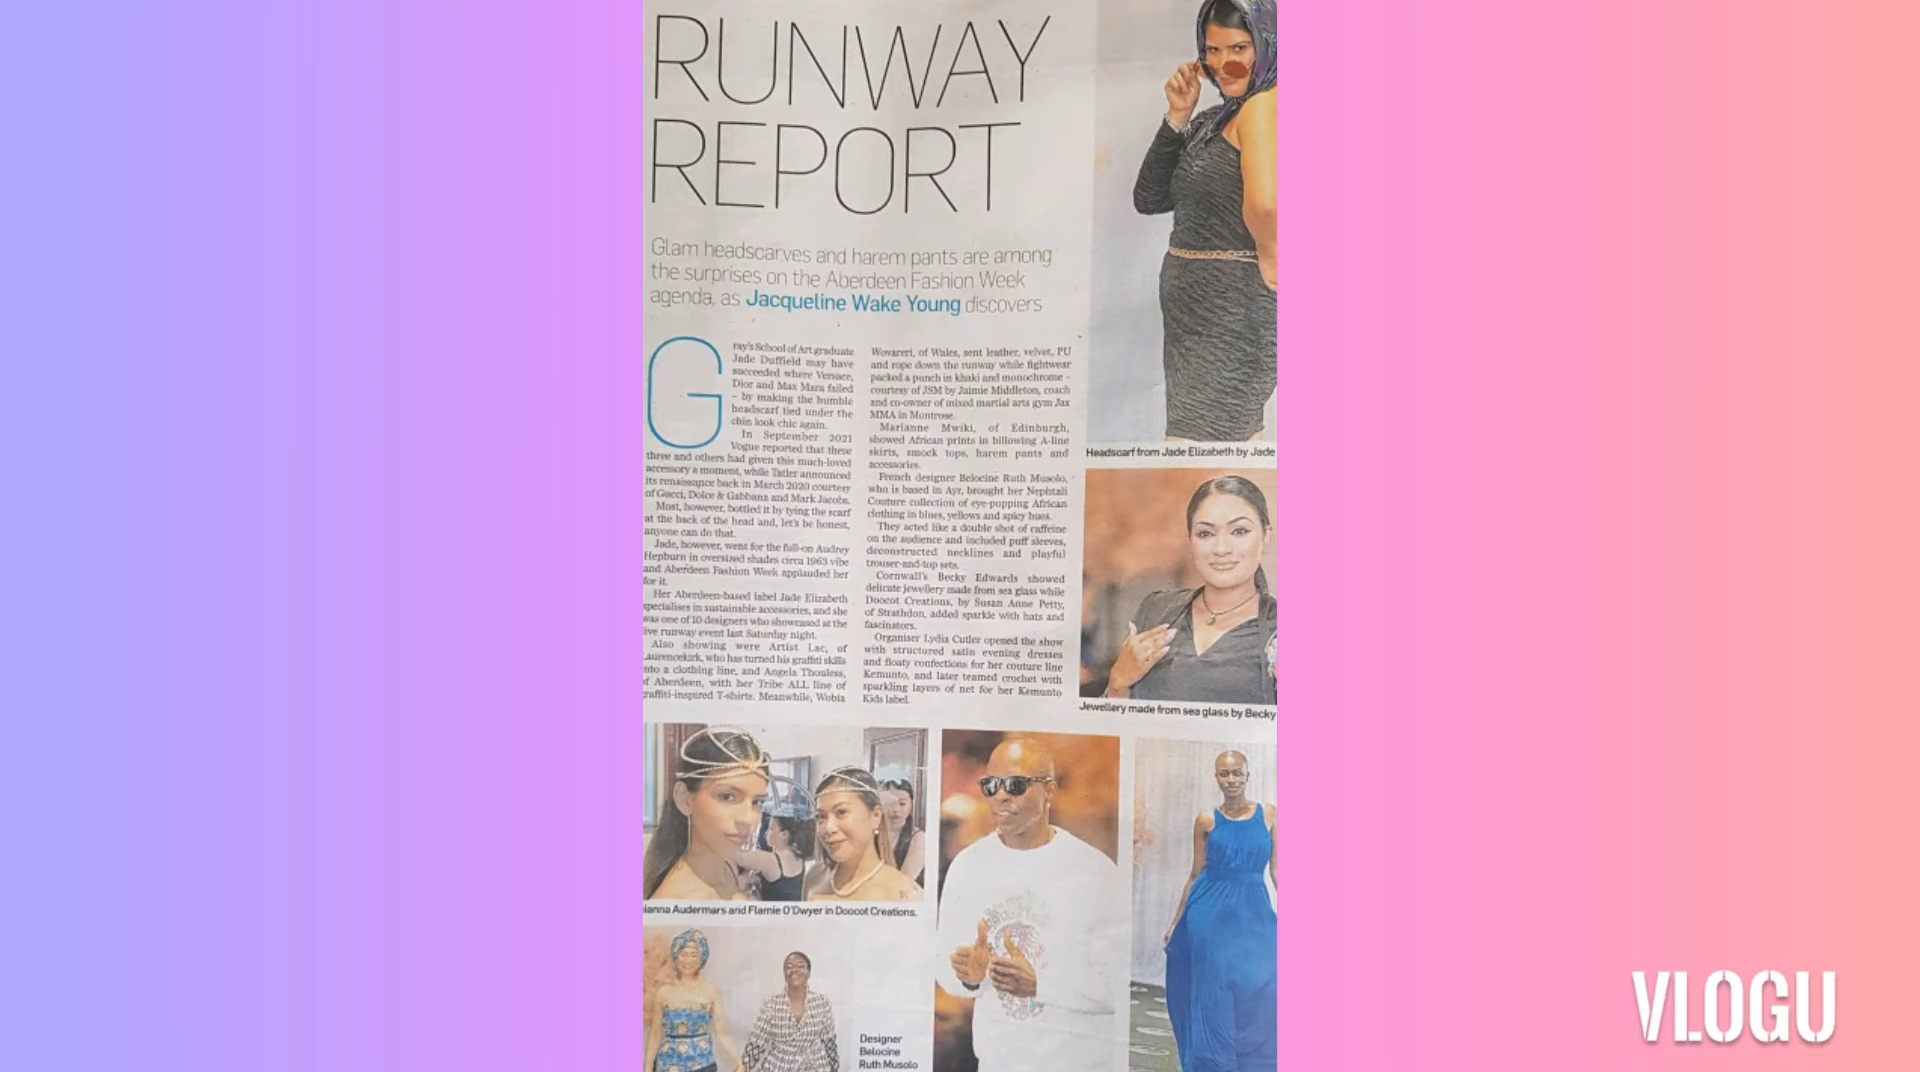 RUNWAY
REPORT
Glam headscarves and harem pants are among
the surprises on the Aberdeen Fashion Week
agenda, as Jacqueline Wake Young discovers
G
ray's School of Art graduate
Jade Duffield may have
succeeded where Versace,
Dior and Max Mara failed
- by making the humble
headscarf tied under the
chin look chic again.
In September 2021
Vogue reported that these
three and others had given this much-loved
accessory a moment, while Tatler announced
its renaissance back in March 2020 courtesy
of Gucci, Dolce & Gabbana and Mark Jacobs.
Most, however, bottled it by tying the scarf
at the back of the head and, let's be honest,
anyone can do that.
Jade, however, went for the full-on Audrey
Hepburn in oversized shades circa 1963 vibe
and Aberdeen Fashion Week applauded her
for it.
Her Aberdeen-based label Jade Elizabeth
specialises in sustainable accessories, and she
was one of 10 designers who showcased at the
ive runway event last Saturday night.
Also showing were Artist Lac, of
Laurencekirk, who has turned his graffiti skills
nto a clothing line, and Angela Thouless,
f Aberdeen, with her Tribe ALL line of
raffiti-inspired T-shirts. Meanwhile, Wobia
Wovareri, of Wales, sent leather, velvet, PU
and rope down the runway while fightwear
packed a punch in khaki and monochrome -
courtesy of JSM by Jaimie Middleton, coach
and co-owner of mixed martial arts gym Jax
MMA in Montrose.
Marianne Mwiki, of Edinburgh,
showed African prints in billowing A-line
skirts, smock tops, harem pants and
accessories.
French designer Belocine Ruth Musolo,
who is based in Ayr, brought her Nephtali
Couture collection of eye-popping African
clothing in blues, yellows and spicy hues.
They acted like a double shot of caffeine
on the audience and included puff sleeves,
deconstructed necklines and playful
trouser-and-top sets.
Cornwall's Becky Edwards showed
delicate jewellery made from sea glass while
Doocot Creations, by Susan Anne Petty,
of Strathdon, added sparkle with hats and
fascinators.
Organiser Lydia Cutler opened the show
with structured satin evening dresses
and floaty confections for her couture line
Kemunto, and later teamed crochet with
sparkling layers of net for her Kemunto
Kids label.
Headscarf from Jade Elizabeth by Jade
Jewellery made from sea glass by Becky
ianna Audermars and Flamie O'Dwyer in Doocot Creations.
Designer
Belocine
Ruth Musolo
VLOGU